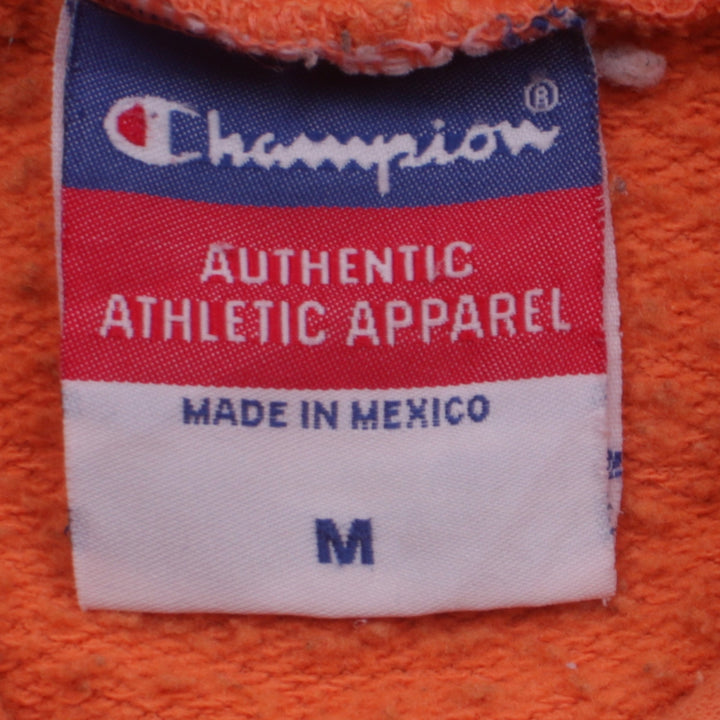 Champion®
AUTHENTIC
ATHLETIC APPAREL
MADE IN MEXICO
M